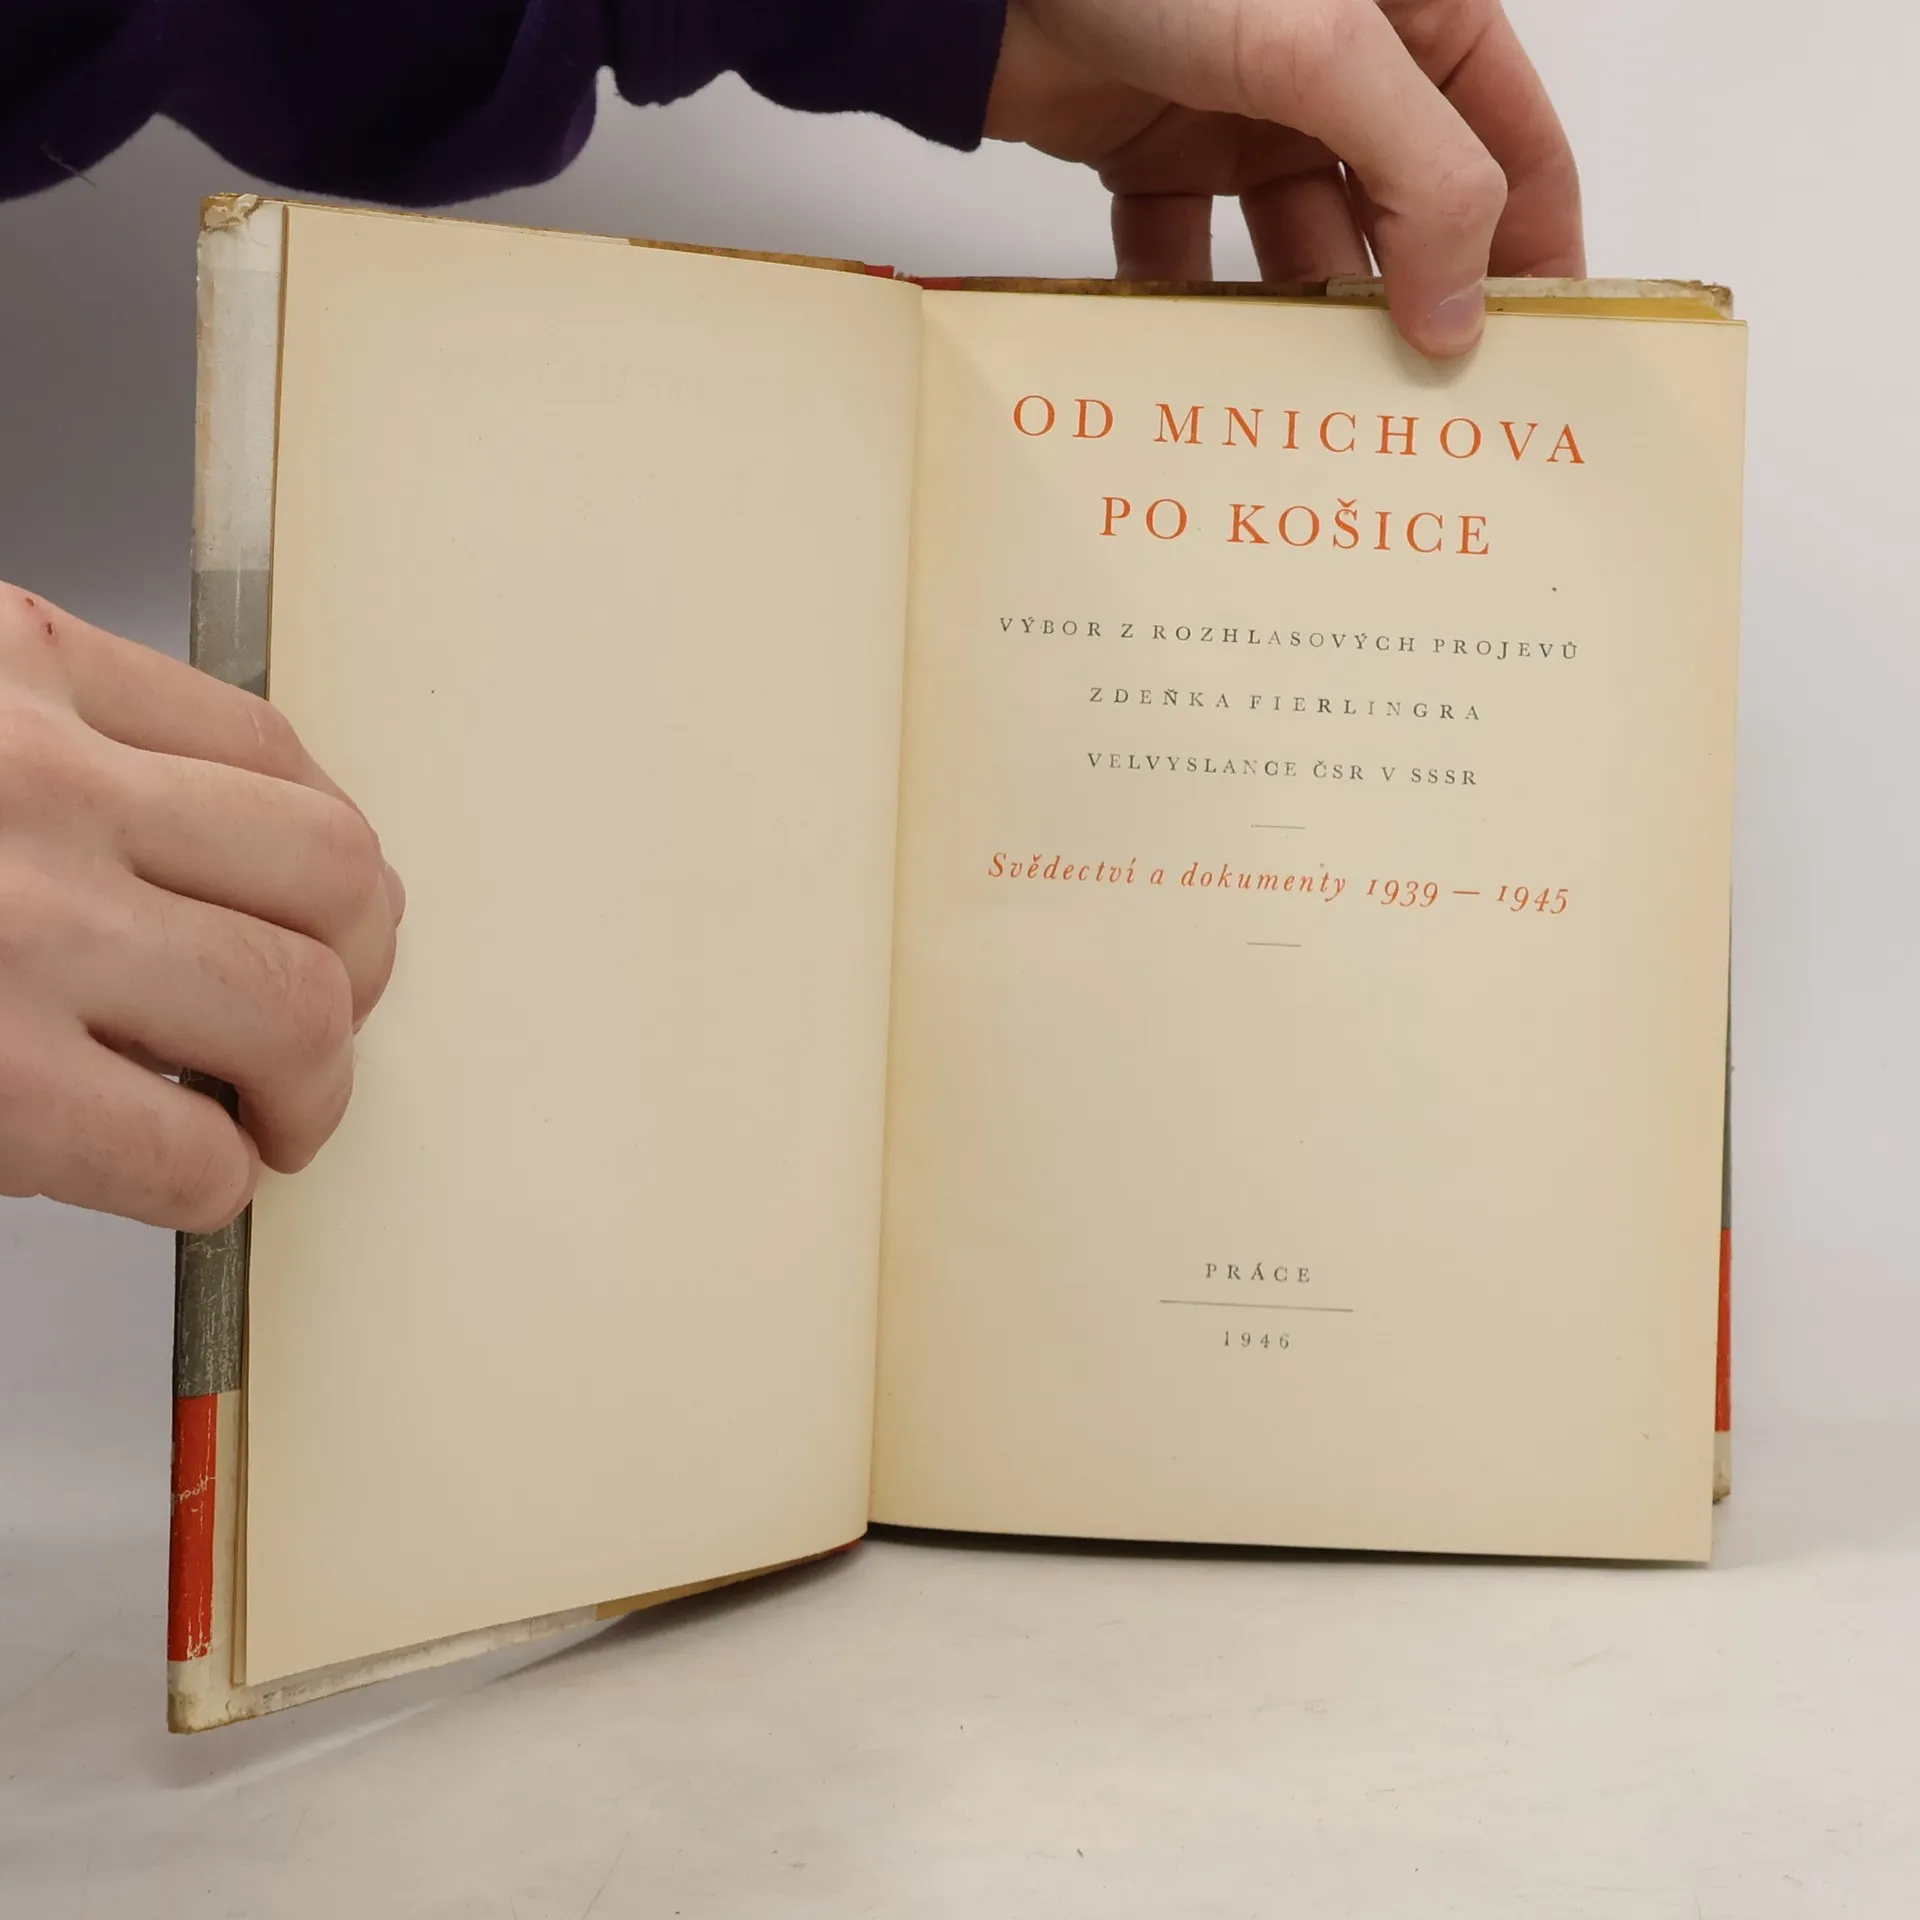 OD MNICHOVA
PO KOŠICE
VÝBOR Z ROZHLASOVÝCH PROJEVŮ
ZDEŇKA FIERLINGRA
VELVYSLANCE ČSR V SSSR
Svědectví a dokumenty 1939 — 1945
PRÁCE
1946